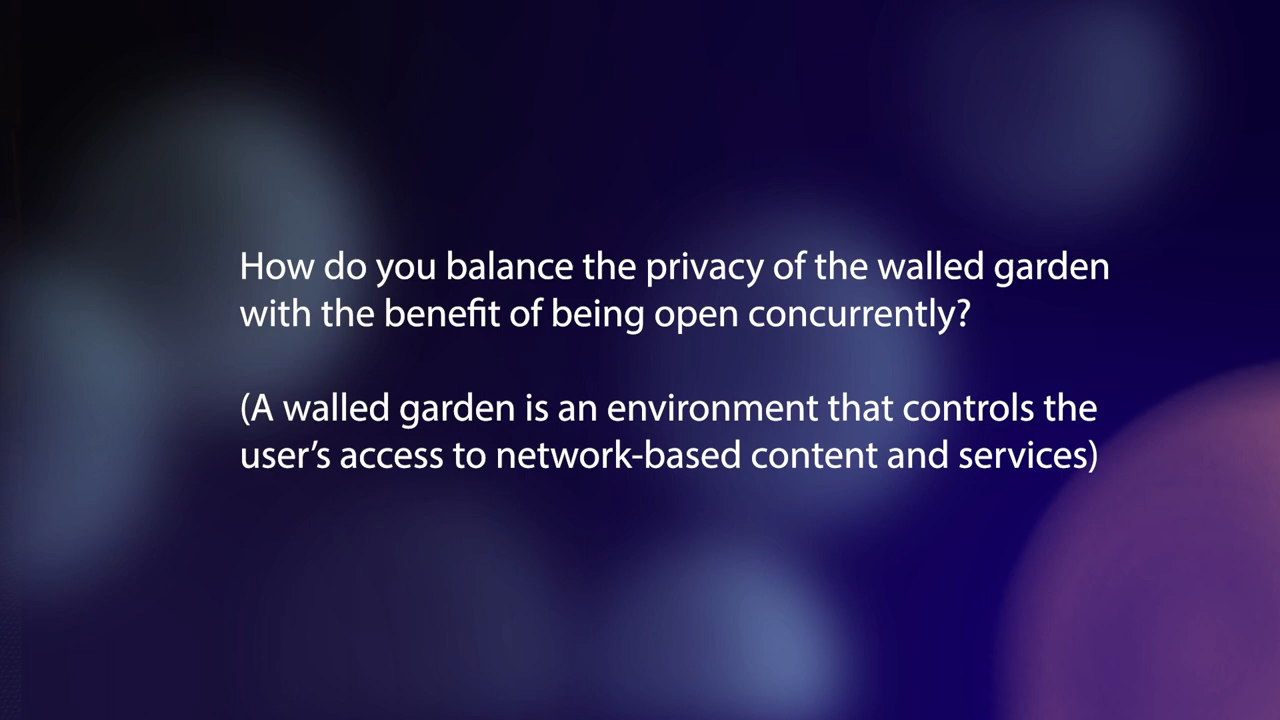 How do you balance the privacy of the walled garden
with the benefit of being open concurrently?
(A walled garden is an environment that controls the
user’s access to network-based content and services)